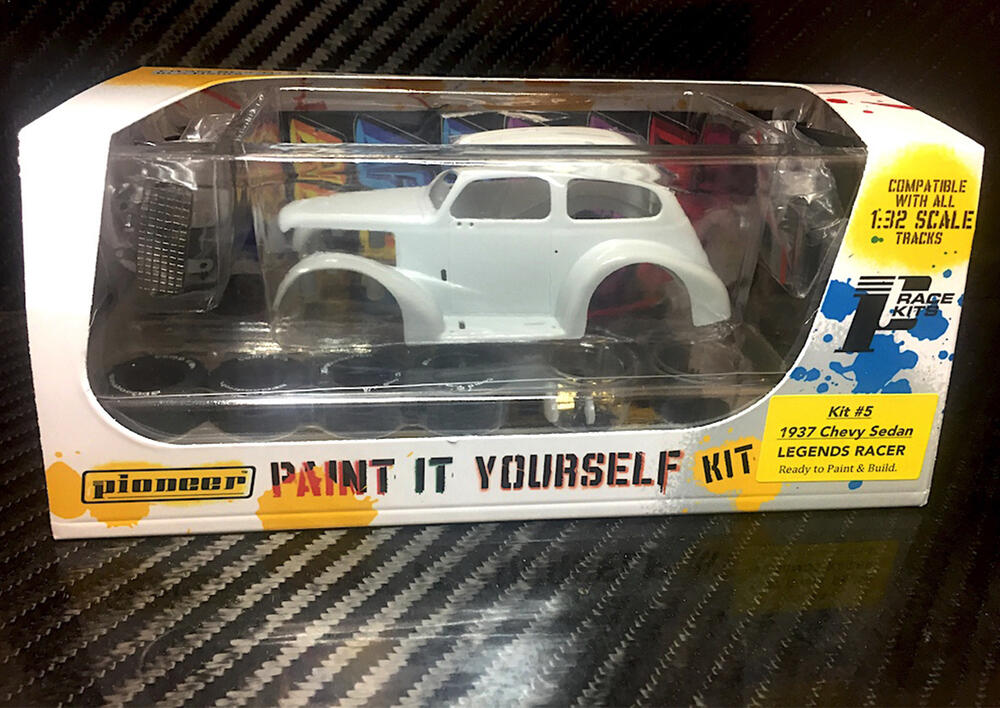 COMPATIBLE
WITH ALL
1:32 SCALE
TRACKS
P RACE
KITS
Kit #5
1937 Chevy Sedan
LEGENDS RACER
Ready to Paint & Build.
pioneer
PAINT IT YOURSELF KIT